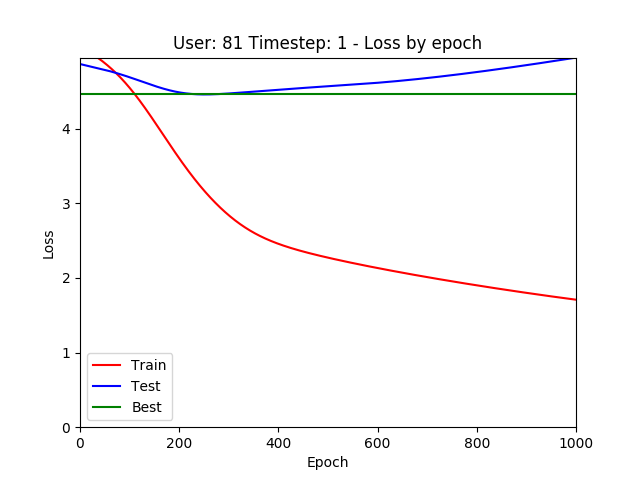 User: 81 Timestep: 1 - Loss by epoch
Loss
4
3
2
1
0
Train
Test
Best
0 200 400 600 800 1000
Epoch